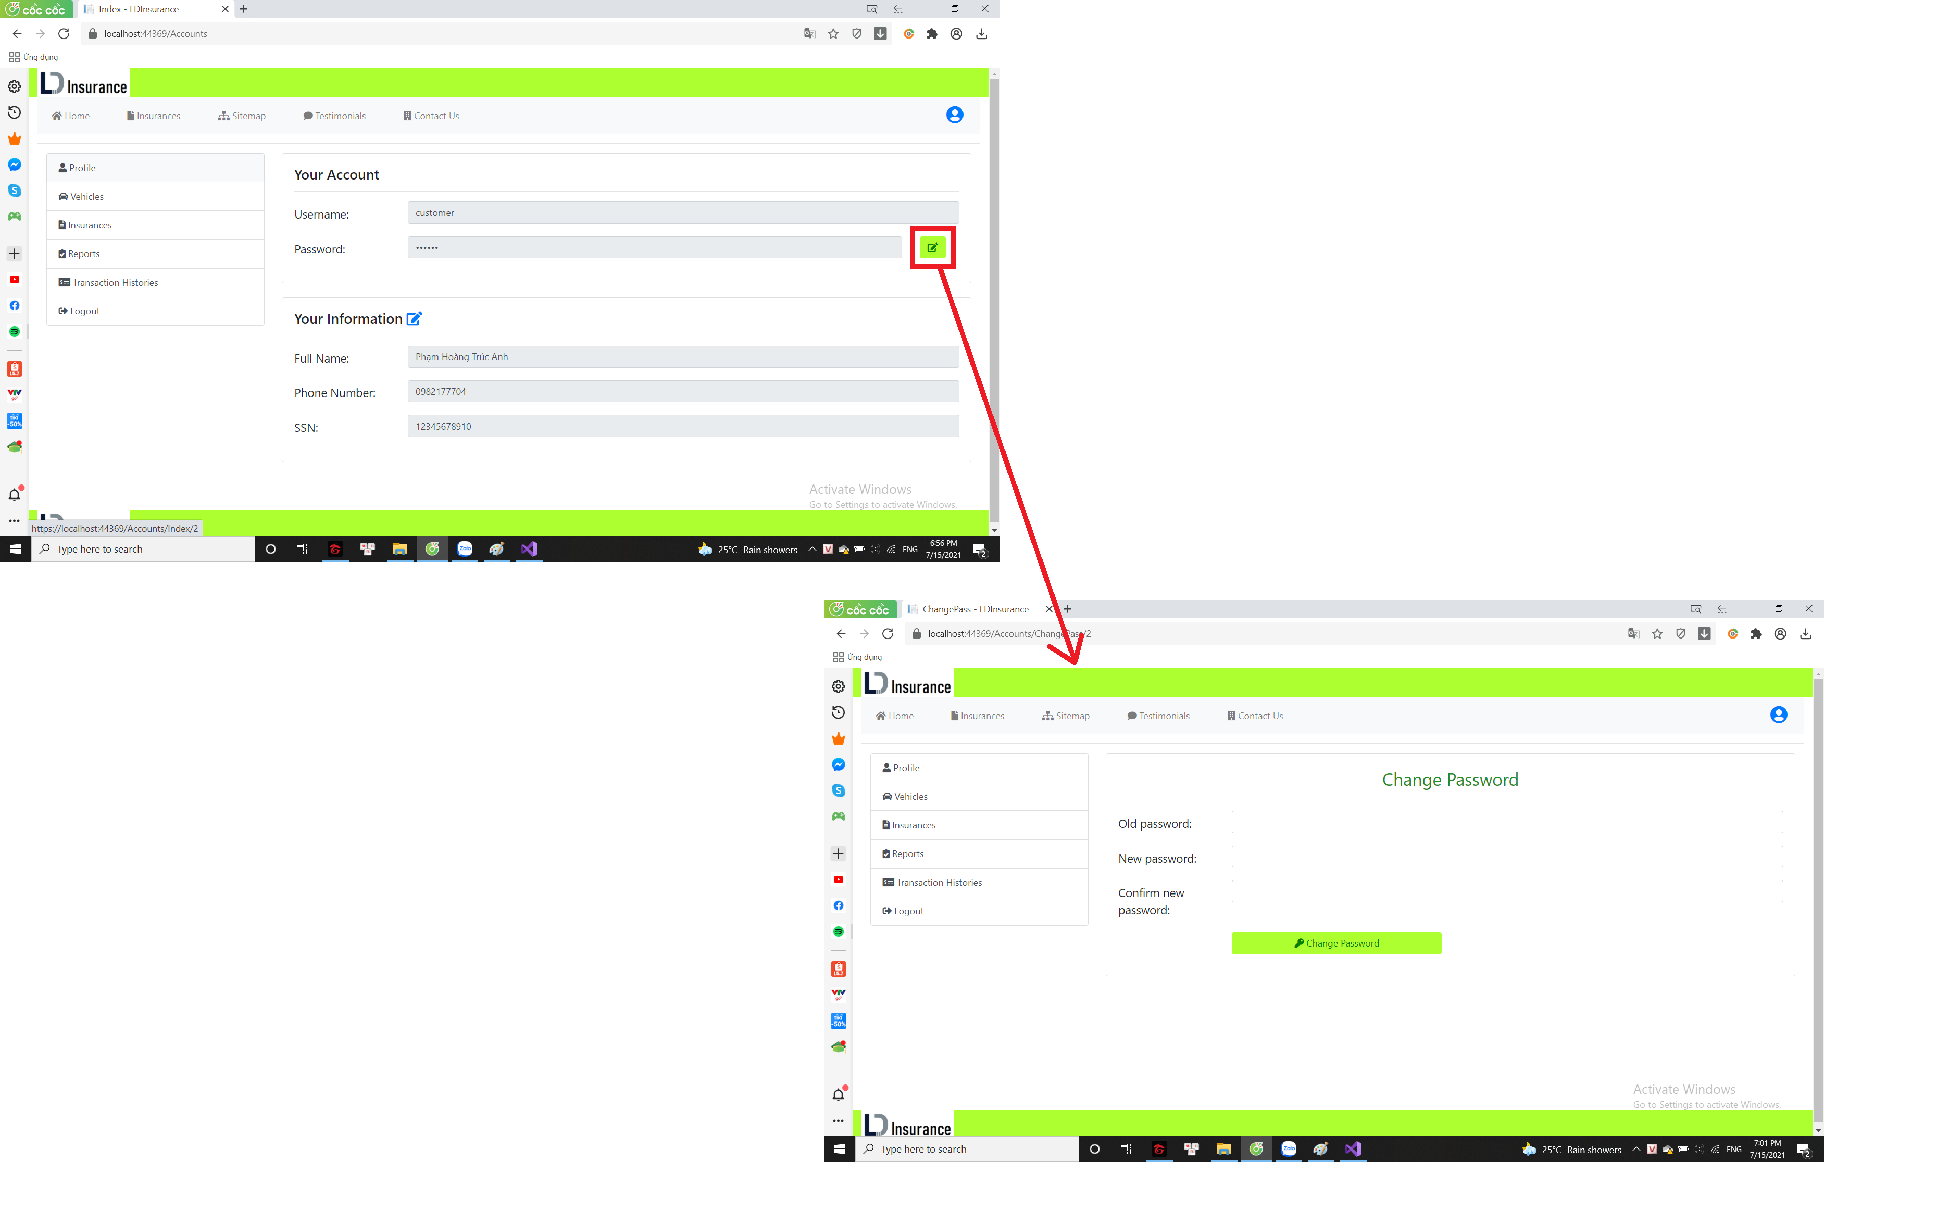 cốc cốc
Index - LDInsurance
localhost:44369/Accounts
Ứng dụng
LD Insurance
Home Insurances Sitemap Testimonials Contact Us
Profile
Vehicles
Insurances
Reports
Transaction Histories
Logout
Your Account
Username: customer
Password: ••••••
Your Information
Full Name: Phạm Hoàng Trúc Anh
Phone Number: 0982177704
SSN: 12345678910
Activate Windows
Go to Settings to activate Windows.
https://localhost:44369/Accounts/Index/2
Type here to search
Zalo
25°C Rain showers
ENG
6:56 PM
7/15/2021
2
cốc cốc
ChangePass - LDInsurance
localhost:44369/Accounts/ChangePass/2
Ứng dụng
LD Insurance
Home Insurances Sitemap Testimonials Contact Us
Profile
Vehicles
Insurances
Reports
Transaction Histories
Logout
Change Password
Old password:
New password:
Confirm new
password:
Change Password
Activate Windows
Go to Settings to activate Windows.
LD Insurance
Type here to search
Zalo
25°C Rain showers
ENG
7:01 PM
7/15/2021
2